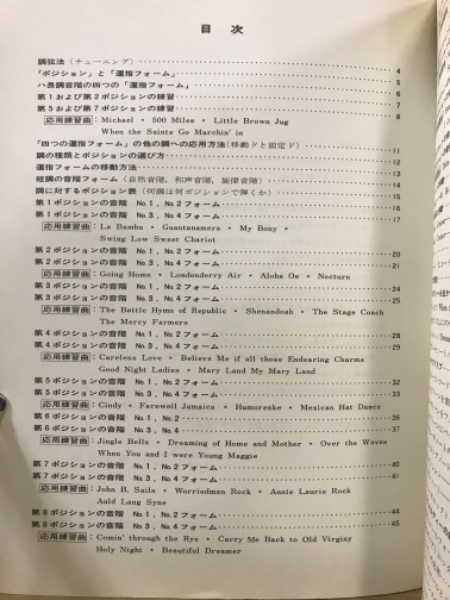 目次
調弦法（チューニング）……4
「ポジション」と「運指フォーム」……5
ハ長調音階の四つの「運指フォーム」……6
第1および第2ポジションの練習……7
第5および第7ポジションの練習……8
応用練習曲：Michael・500 Miles・Little Brown Jug
When the Saints Go Marchin' in
「四つの運指フォーム」の他の調への応用方法（移動ドと固定ド）……11
調の種類とポジションの選び方……12
運指フォームの移動方法……13
短調の音階フォーム（自然音階、和声音階、旋律音階）……14
調に対するポジション表（何調は何ポジションで弾くか）……15
第1ポジションの音階 No.1，No.2フォーム……16
第1ポジションの音階 No.3，No.4フォーム……17
応用練習曲：La Bamba・Guantanamera・My Bony・
Swing Low Sweet Chariot
第2ポジションの音階 No.1，No.2フォーム……20
第2ポジションの音階 No.3，No.4フォーム……21
応用練習曲：Going Home・Londonderry Air・Aloha Oe・Nocturn
第3ポジションの音階 No.1，No.2フォーム……24
第3ポジションの音階 No.3，No.4フォーム……25
応用練習曲：The Battle Hymn of Republic・Shenandoah・The Stage Coach
The Merry Farmers
第4ポジションの音階 No.1，No.2フォーム……28
第4ポジションの音階 No.3，No.4フォーム……29
応用練習曲：Careless Love・Believe Me if all those Endearing Charms
Good Night Ladies・Mary Land My Mary Land
第5ポジションの音階 No.1，No.2フォーム……32
第5ポジションの音階 No.3，No.4フォーム……33
応用練習曲：Cindy・Farewell Jamaica・Humoreske・Mexican Hat Dance
第6ポジションの音階 No.1，No.2……36
第6ポジションの音階 No.3，No.4フォーム……37
応用練習曲：Jingle Bells・Dreaming of Home and Mother・Over the Waves
When You and I were Young Maggie
第7ポジションの音階 No.1，No.2フォーム……40
第7ポジションの音階 No.3，No.4フォーム……41
応用練習曲：John B. Sails・Worriedman Rock・Annie Laurie Rock
Auld Lang Syne
第8ポジションの音階 No.1，No.2フォーム……44
第8ポジションの音階 No.3，No.4フォーム……45
応用練習曲：Comin' through the Rye・Carry Me Back to Old Virginy
Holy Night・Beautiful Dreamer